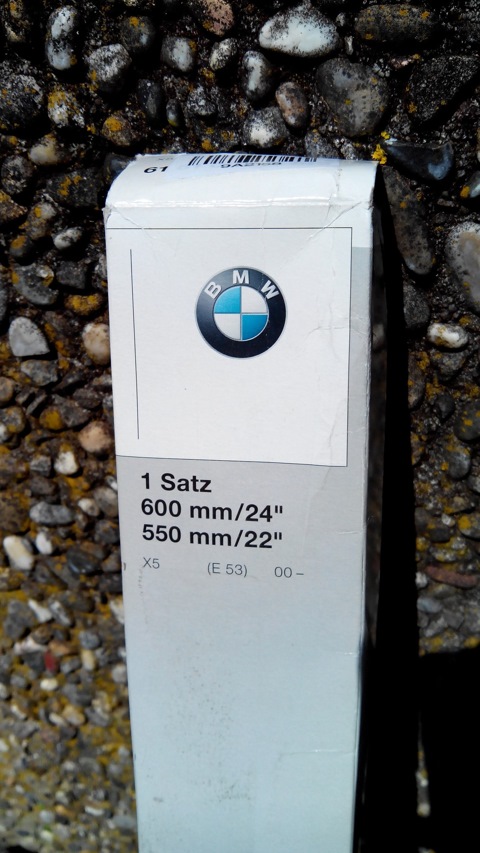 61
BMW
1 Satz
600 mm/24"
550 mm/22"
X5 (E 53) 00–